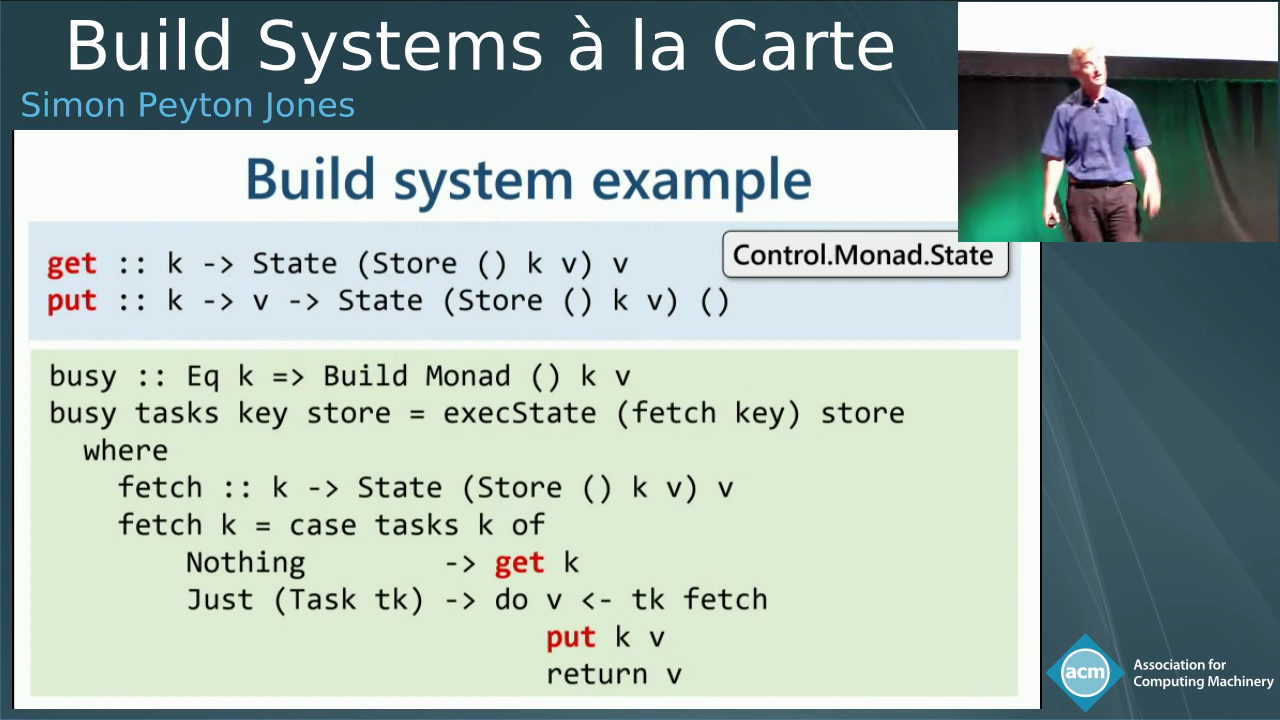 Build Systems à la Carte
Simon Peyton Jones
Build system example
Control.Monad.State
get :: k -> State (Store () k v) v
put :: k -> v -> State (Store () k v) ()
busy :: Eq k => Build Monad () k v
busy tasks key store = execState (fetch key) store
  where
    fetch :: k -> State (Store () k v) v
    fetch k = case tasks k of
        Nothing        -> get k
        Just (Task tk) -> do v <- tk fetch
                             put k v
                             return v
acm
Association for
Computing Machinery